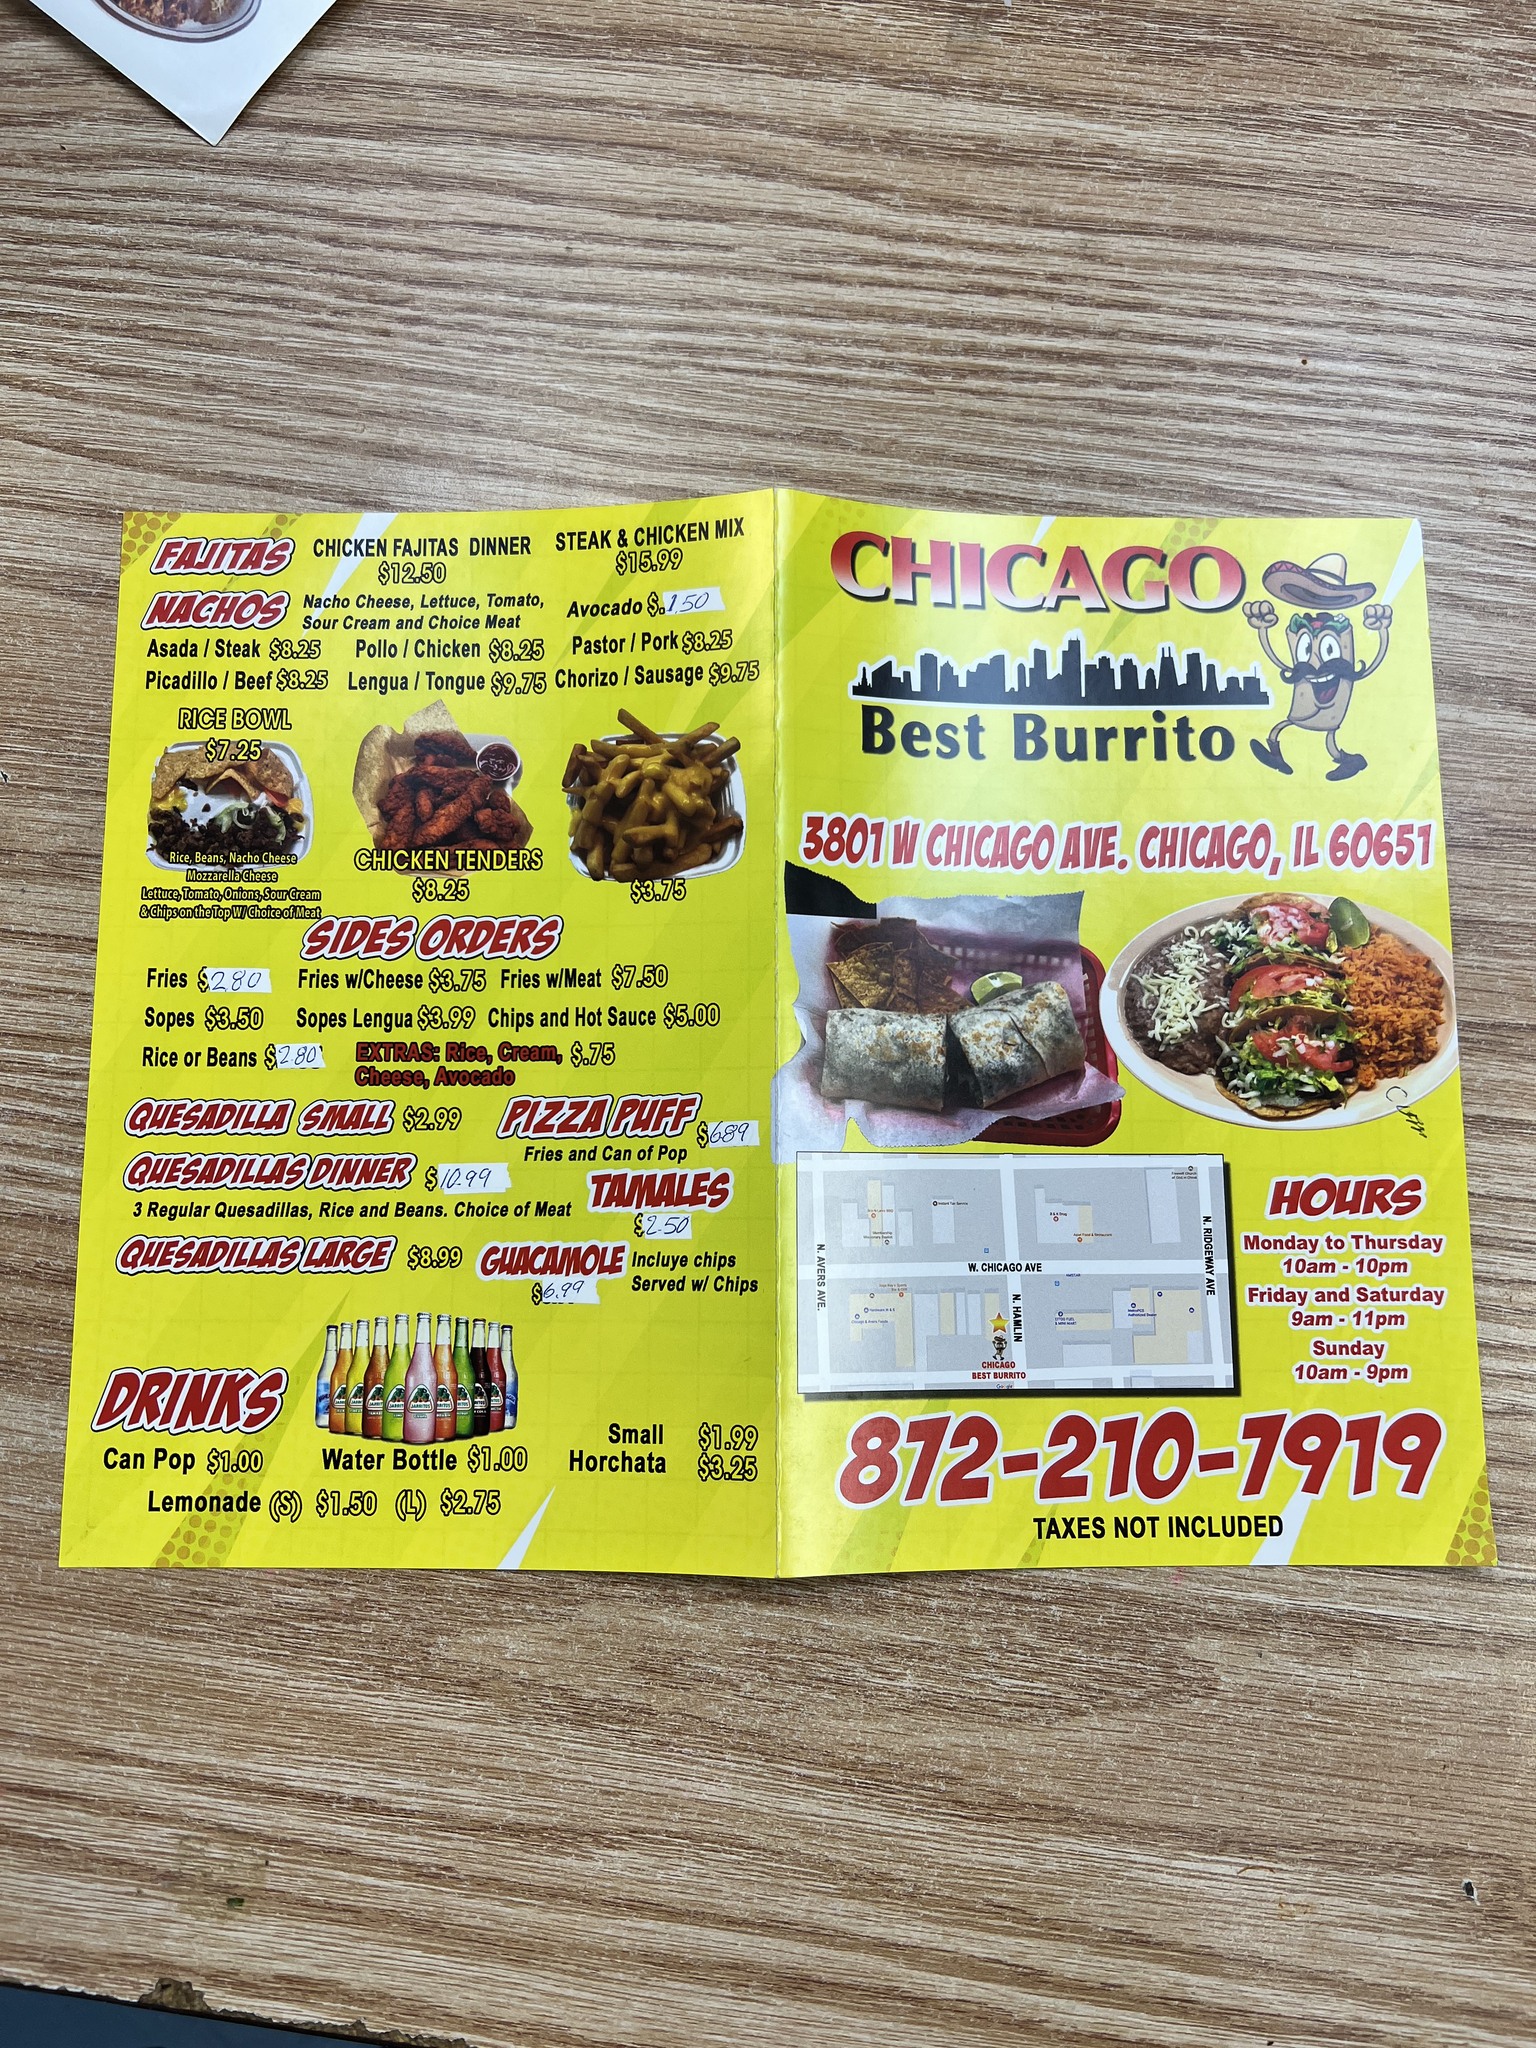 FAJITAS
CHICKEN FAJITAS DINNER
$12.50
STEAK & CHICKEN MIX
$15.99
NACHOS
Nacho Cheese, Lettuce, Tomato,
Sour Cream and Choice Meat
Avocado $.1,50
Asada / Steak $8.25
Pollo / Chicken $8.25
Pastor / Pork $8.25
Picadillo / Beef $8.25
Lengua / Tongue $9.75
Chorizo / Sausage $9.75
RICE BOWL
$7.25
Rice, Beans, Nacho Cheese
Mozzarella Cheese
Lettuce, Tomato, Onions, Sour Cream
& Chips on the Top W/ Choice of Meat
CHICKEN TENDERS
$8.25
$3.75
SIDES ORDERS
Fries $2.80
Fries w/Cheese $3.75
Fries w/Meat $7.50
Sopes $3.50
Sopes Lengua $3.99
Chips and Hot Sauce $5.00
Rice or Beans $2.80
EXTRAS: Rice, Cream, $.75
Cheese, Avocado
QUESADILLA SMALL $2.99
PIZZA PUFF $6.89
Fries and Can of Pop
QUESADILLAS DINNER $10.99
3 Regular Quesadillas, Rice and Beans. Choice of Meat
TAMALES
$2.50
QUESADILLAS LARGE $8.99
GUACAMOLE
$6.99
Incluye chips
Served w/ Chips
DRINKS
Can Pop $1.00
Water Bottle $1.00
Small $1.99
Horchata $3.25
Lemonade (S) $1.50 (L) $2.75
CHICAGO
Best Burrito
3801 W CHICAGO AVE. CHICAGO, IL 60651
N. AVERS AVE.
W. CHICAGO AVE
N. HAMLIN
N. RIDGEWAY AVE
CHICAGO
BEST BURRITO
Google
HOURS
Monday to Thursday
10am - 10pm
Friday and Saturday
9am - 11pm
Sunday
10am - 9pm
872-210-7919
TAXES NOT INCLUDED